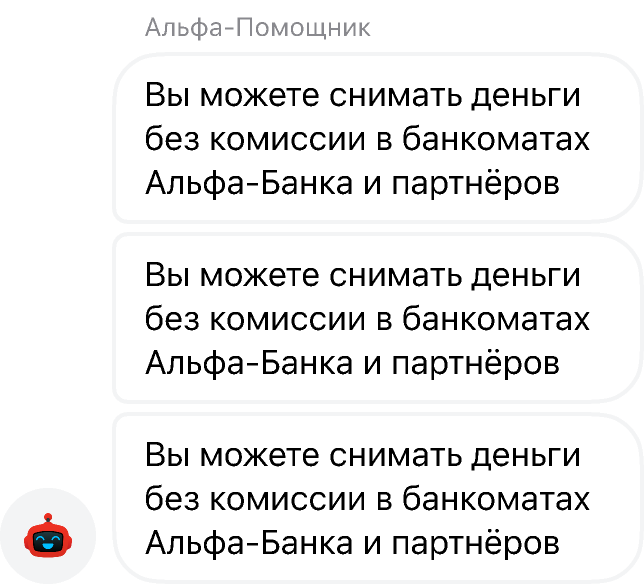 Альфа-Помощник
Вы можете снимать деньги
без комиссии в банкоматах
Альфа-Банка и партнёров
Вы можете снимать деньги
без комиссии в банкоматах
Альфа-Банка и партнёров
Вы можете снимать деньги
без комиссии в банкоматах
Альфа-Банка и партнёров